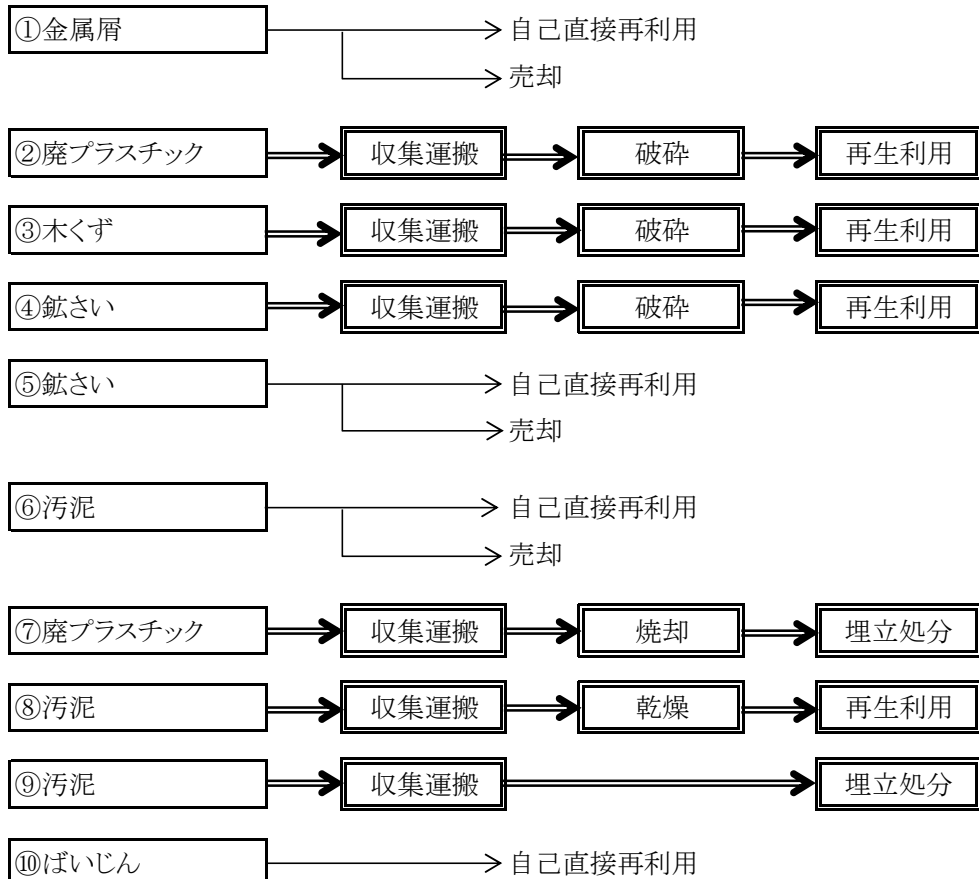 ①金属屑 自己直接再利用
売却
②廃プラスチック 収集運搬 破砕 再生利用
③木くず 収集運搬 破砕 再生利用
④鉱さい 収集運搬 破砕 再生利用
⑤鉱さい 自己直接再利用
売却
⑥汚泥 自己直接再利用
売却
⑦廃プラスチック 収集運搬 焼却 埋立処分
⑧汚泥 収集運搬 乾燥 再生利用
⑨汚泥 収集運搬 埋立処分
⑩ばいじん 自己直接再利用